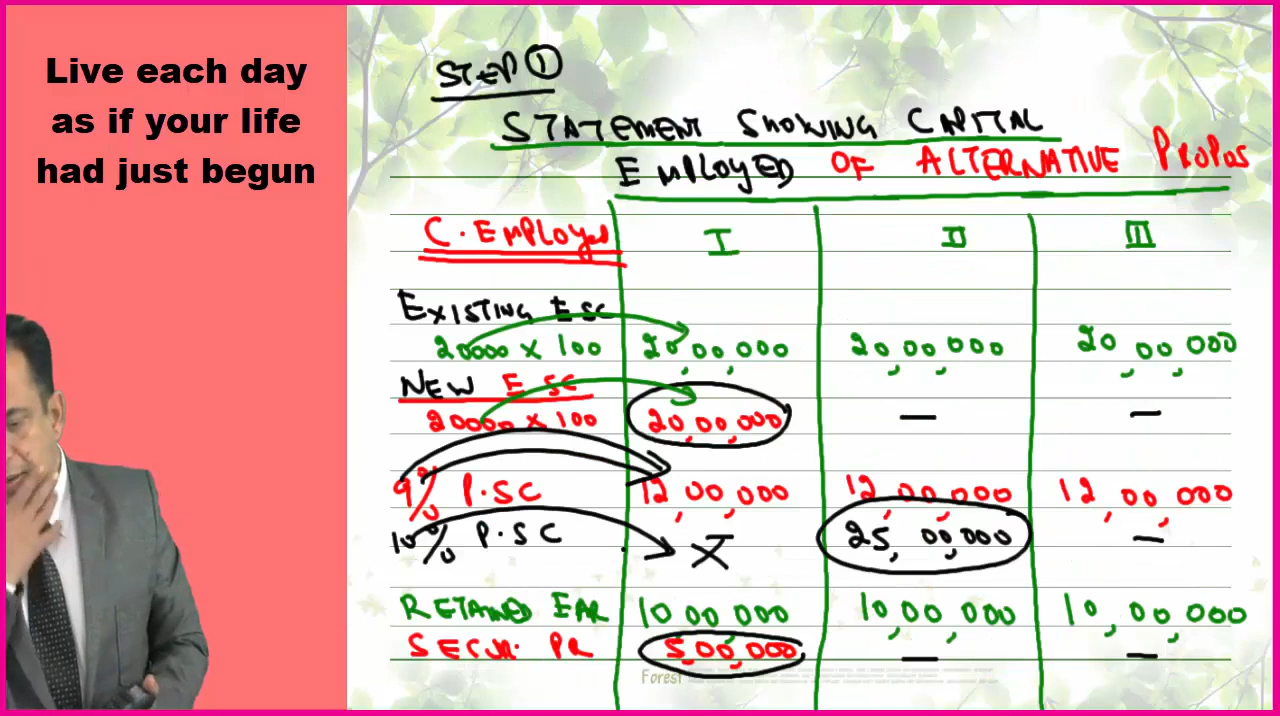 Live each day
as if your life
had just begun
STEP 1
STATEMENT SHOWING CAPITAL
EMPLOYED OF ALTERNATIVE PROPOS
C. EMPLOYED I II III
EXISTING ESC
20000 X 100 20,00,000 20,00,000 20,00,000
NEW ESC
20000 X 100 20,00,000 — —
9% P.SC 12,00,000 12,00,000 12,00,000
10% P.SC X 25,00,000 —
RETAINED EAR 10,00,000 10,00,000 10,00,000
SECUR. PR 5,00,000 — —
Forest